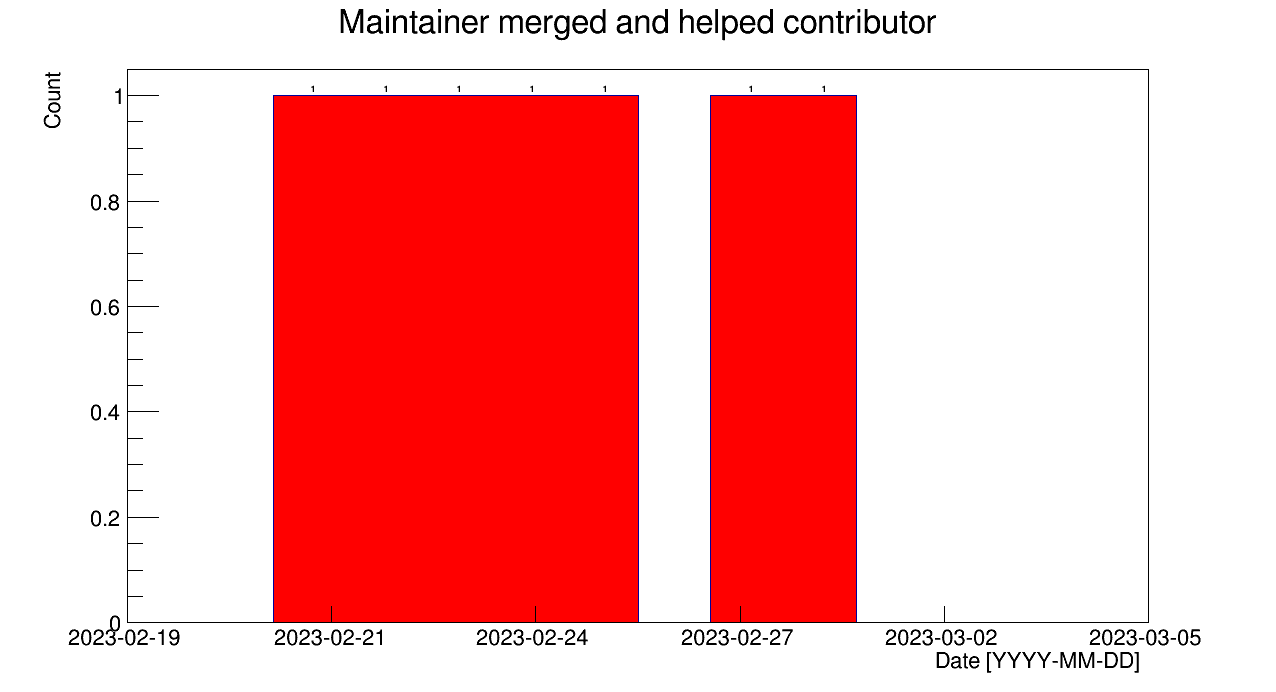 Maintainer merged and helped contributor
Count
1 1 1 1 1 1 1
1
0.8
0.6
0.4
0.2
0
2023-02-19 2023-02-21 2023-02-24 2023-02-27 2023-03-02 2023-03-05
Date [YYYY-MM-DD]